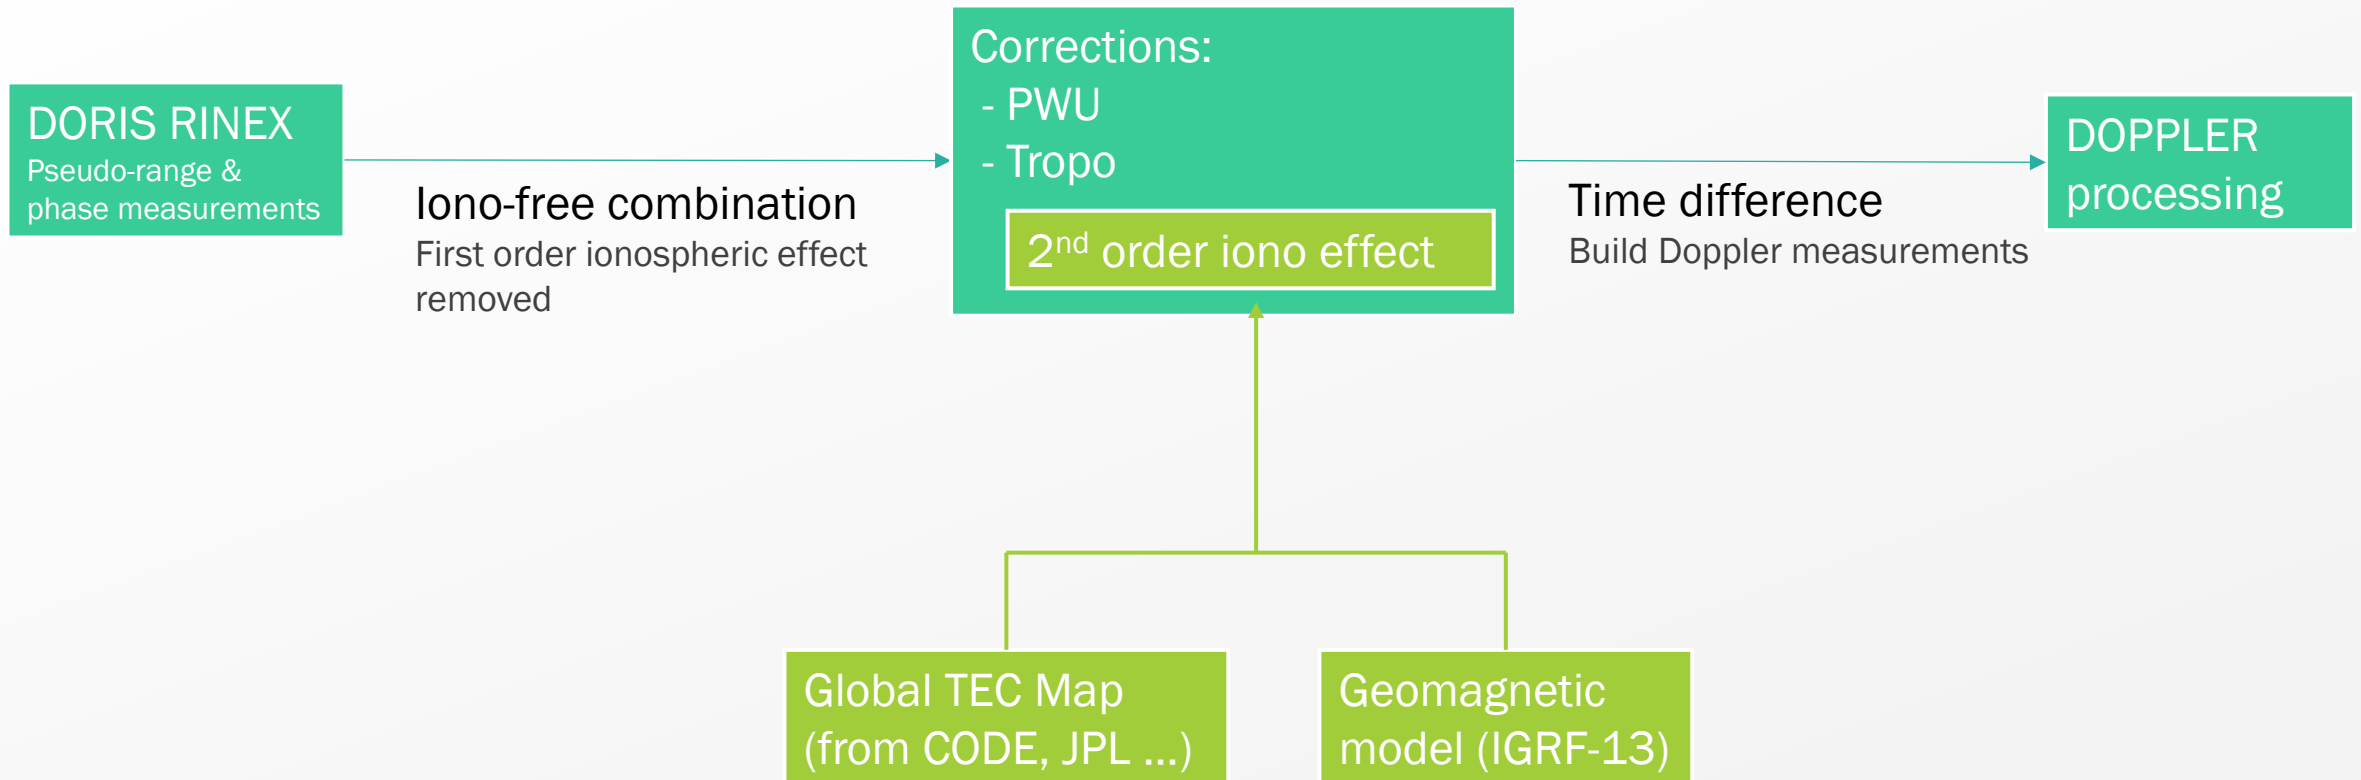 DORIS RINEX
Pseudo-range &
phase measurements
Iono-free combination
First order ionospheric effect
removed
Corrections:
- PWU
- Tropo
2nd order iono effect
Time difference
Build Doppler measurements
DOPPLER
processing
Global TEC Map
(from CODE, JPL ...)
Geomagnetic
model (IGRF-13)